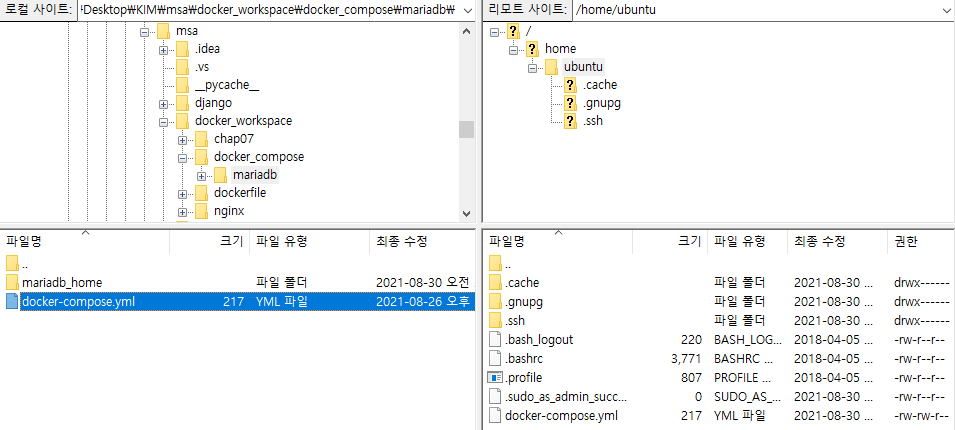 로컬 사이트: \Desktop\KIM\msa\docker_workspace\docker_compose\mariadb\
msa
.idea
.vs
__pycache__
django
docker_workspace
chap07
docker_compose
mariadb
dockerfile
nginx
파일명 크기 파일 유형 최종 수정
..
mariadb_home 파일 폴더 2021-08-30 오전
docker-compose.yml 217 YML 파일 2021-08-26 오후
리모트 사이트: /home/ubuntu
/
home
ubuntu
.cache
.gnupg
.ssh
파일명 크기 파일 유형 최종 수정 권한
..
.cache 파일 폴더 2021-08-30 ... drwx------
.gnupg 파일 폴더 2021-08-30 ... drwx------
.ssh 파일 폴더 2021-08-30 ... drwx------
.bash_logout 220 BASH_LOG... 2018-04-05 ... -rw-r--r--
.bashrc 3,771 BASHRC ... 2018-04-05 ... -rw-r--r--
.profile 807 PROFILE ... 2018-04-05 ... -rw-r--r--
.sudo_as_admin_succ... 0 SUDO_AS_... 2021-08-30 ... -rw-r--r--
docker-compose.yml 217 YML 파일 2021-08-30 ... -rw-rw-r--